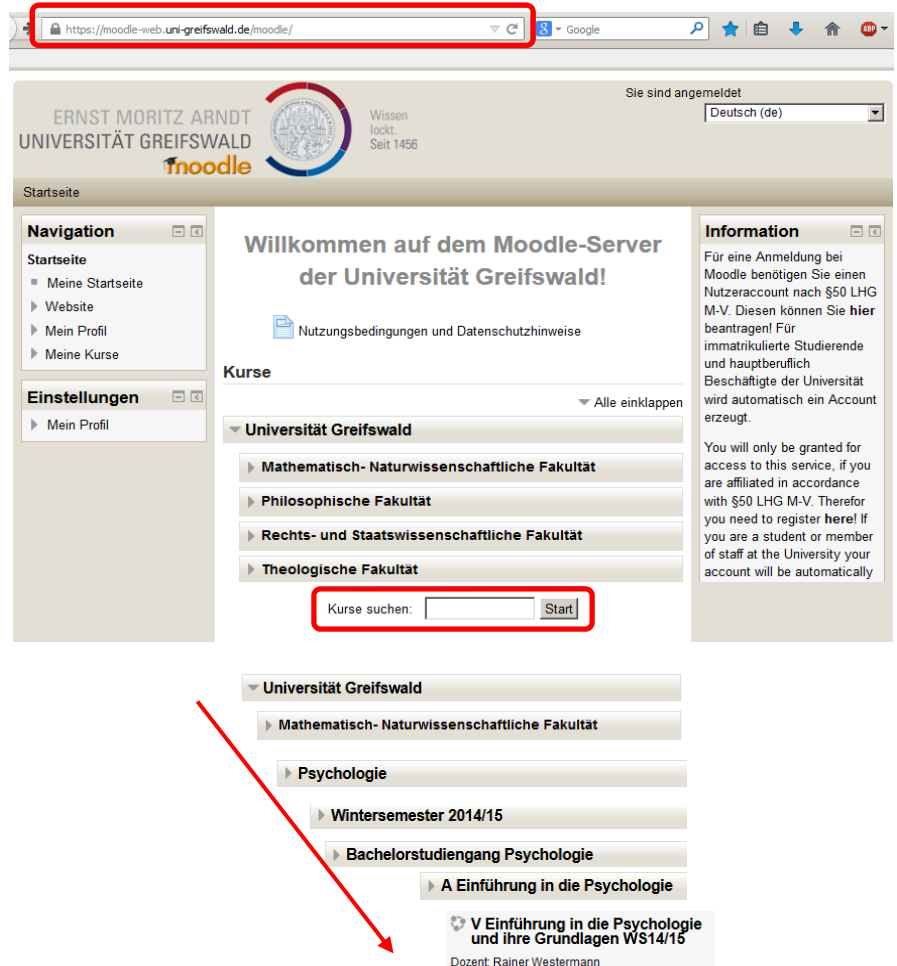 https://moodle-web.uni-greifswald.de/moodle/
8 Google
ABP
Sie sind angemeldet
Deutsch (de)
ERNST MORITZ ARNDT
UNIVERSITÄT GREIFSWALD
moodle
Wissen
lockt.
Seit 1456
Startseite
Navigation
Startseite
Meine Startseite
Website
Mein Profil
Meine Kurse
Einstellungen
Mein Profil
Willkommen auf dem Moodle-Server
der Universität Greifswald!
Nutzungsbedingungen und Datenschutzhinweise
Kurse
Alle einklappen
Universität Greifswald
Mathematisch- Naturwissenschaftliche Fakultät
Philosophische Fakultät
Rechts- und Staatswissenschaftliche Fakultät
Theologische Fakultät
Kurse suchen: Start
Information
Für eine Anmeldung bei
Moodle benötigen Sie einen
Nutzeraccount nach §50 LHG
M-V. Diesen können Sie hier
beantragen! Für
immatrikulierte Studierende
und hauptberuflich
Beschäftigte der Universität
wird automatisch ein Account
erzeugt.
You will only be granted for
access to this service, if you
are affiliated in accordance
with §50 LHG M-V. Therefor
you need to register here! If
you are a student or member
of staff at the University your
account will be automatically
Universität Greifswald
Mathematisch- Naturwissenschaftliche Fakultät
Psychologie
Wintersemester 2014/15
Bachelorstudiengang Psychologie
A Einführung in die Psychologie
V Einführung in die Psychologie
und ihre Grundlagen WS14/15
Dozent: Rainer Westermann